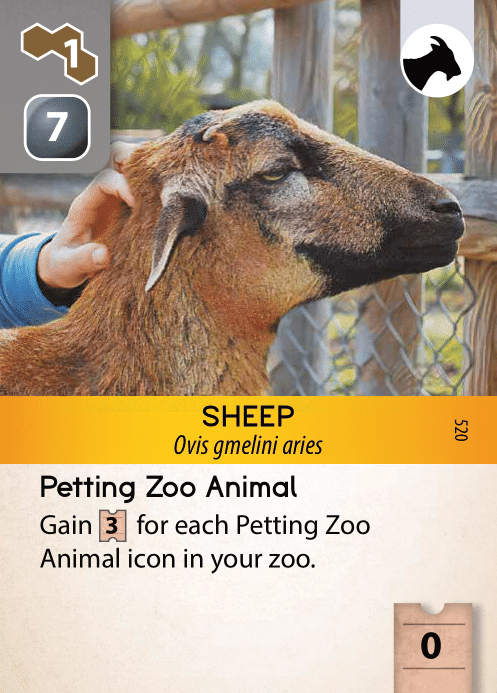 1
7
SHEEP
Ovis gmelini aries
520
Petting Zoo Animal
Gain 3 for each Petting Zoo
Animal icon in your zoo.
0